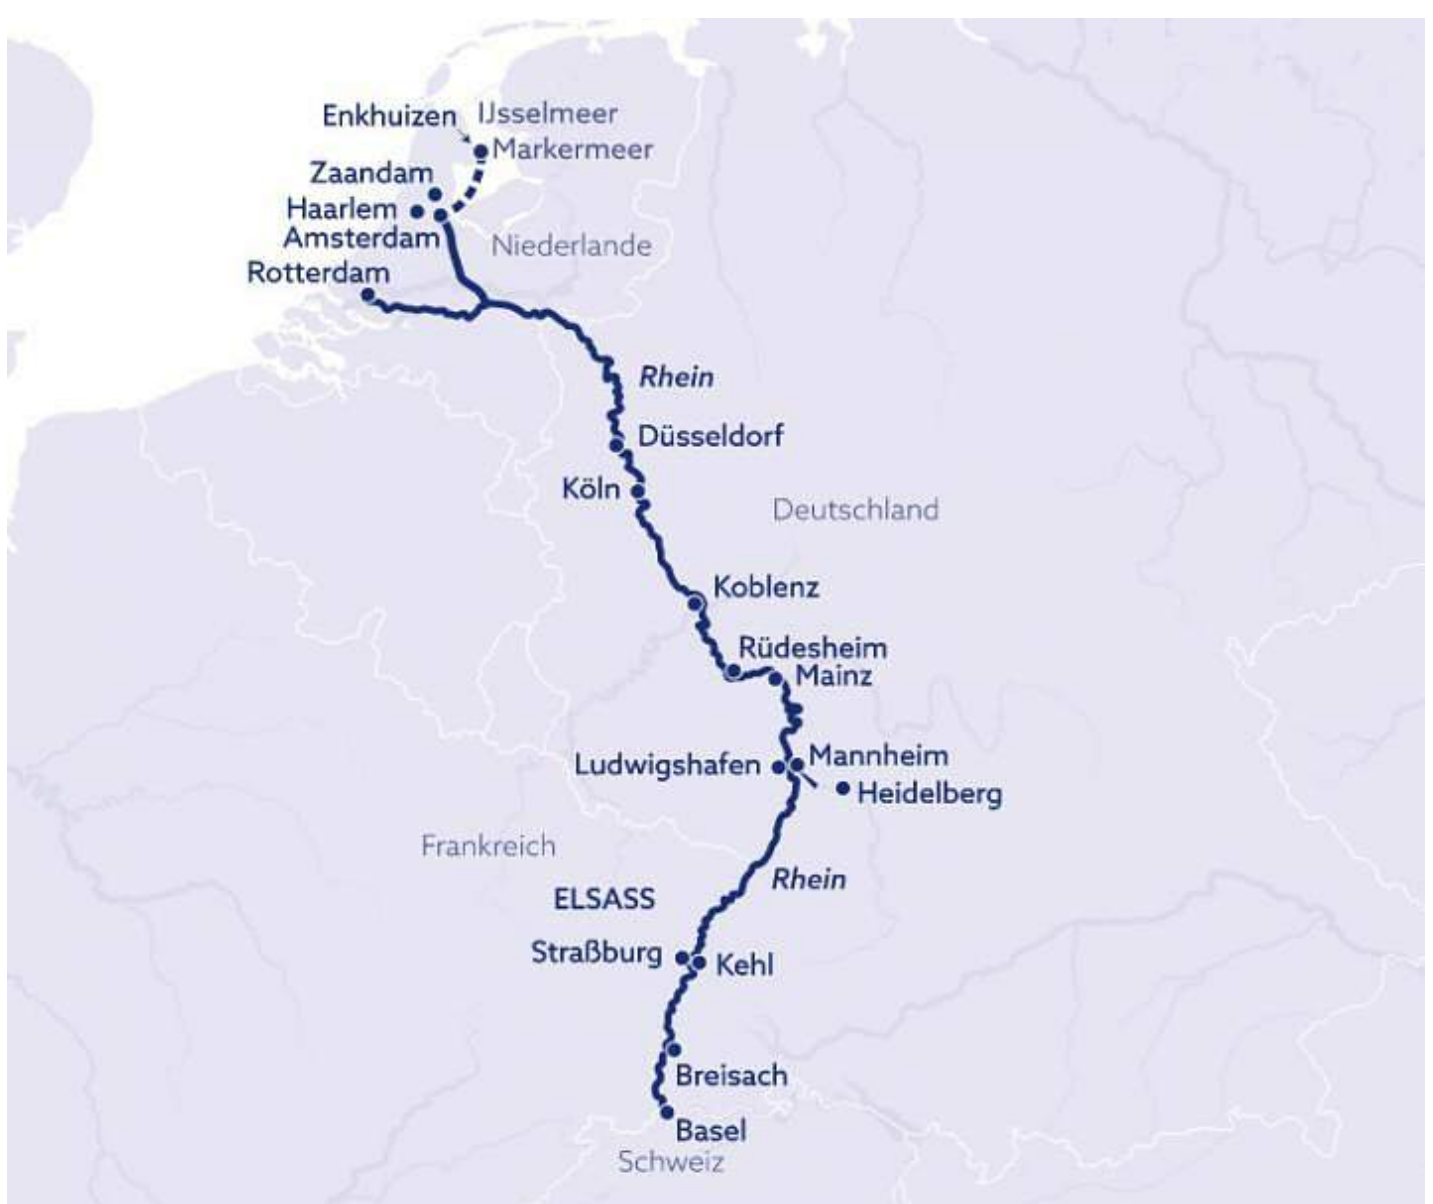 Enkhuizen
IJsselmeer
Markermeer
Zaandam
Haarlem
Amsterdam
Niederlande
Rotterdam
Rhein
Düsseldorf
Köln
Deutschland
Koblenz
Rüdesheim
Mainz
Mannheim
Ludwigshafen
Heidelberg
Frankreich
Rhein
ELSASS
Straßburg
Kehl
Breisach
Basel
Schweiz